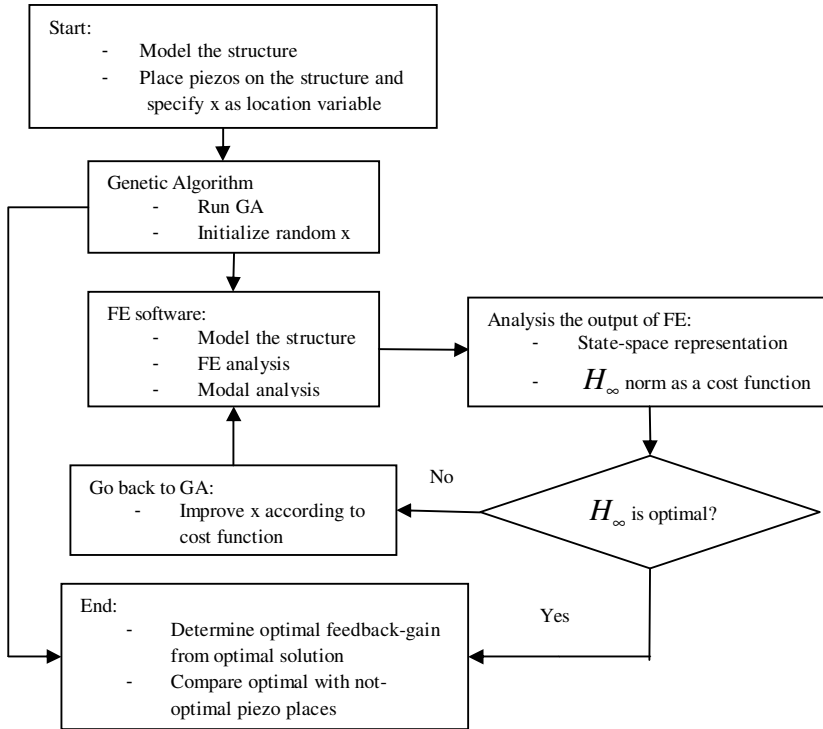 Start:
- Model the structure
- Place piezos on the structure and
specify x as location variable
Genetic Algorithm
- Run GA
- Initialize random x
FE software:
- Model the structure
- FE analysis
- Modal analysis
Analysis the output of FE:
- State-space representation
- H∞ norm as a cost function
No
Go back to GA:
- Improve x according to
cost function
H∞ is optimal?
Yes
End:
- Determine optimal feedback-gain
from optimal solution
- Compare optimal with not-
optimal piezo places